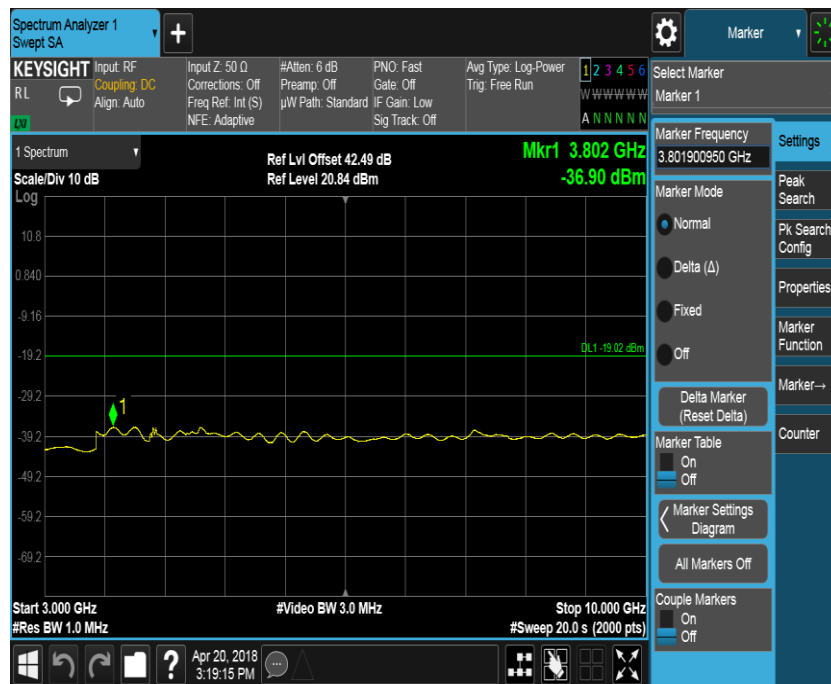 Spectrum Analyzer 1
Swept SA
Marker
KEYSIGHT
RL
LXI
Input: RF
Coupling: DC
Align: Auto
Input Z: 50 Ω
Corrections: Off
Freq Ref: Int (S)
NFE: Adaptive
#Atten: 6 dB
Preamp: Off
µW Path: Standard
PNO: Fast
Gate: Off
IF Gain: Low
Sig Track: Off
Avg Type: Log-Power
Trig: Free Run
1 2 3 4 5 6
W W W W W W
A N N N N N
Select Marker
Marker 1
1 Spectrum
Scale/Div 10 dB
Log
Ref Lvl Offset 42.49 dB
Ref Level 20.84 dBm
Mkr1 3.802 GHz
-36.90 dBm
10.8
0.840
-9.16
-19.2
-29.2
-39.2
-49.2
-59.2
-69.2
DL1 -19.02 dBm
1
Start 3.000 GHz
#Res BW 1.0 MHz
#Video BW 3.0 MHz
Stop 10.000 GHz
#Sweep 20.0 s (2000 pts)
Marker Frequency
3.801900950 GHz
Marker Mode
Normal
Delta (Δ)
Fixed
Off
Delta Marker
(Reset Delta)
Marker Table
On
Off
Marker Settings
Diagram
All Markers Off
Couple Markers
On
Off
Settings
Peak
Search
Pk Search
Config
Properties
Marker
Function
Marker→
Counter
?
Apr 20, 2018
3:19:15 PM